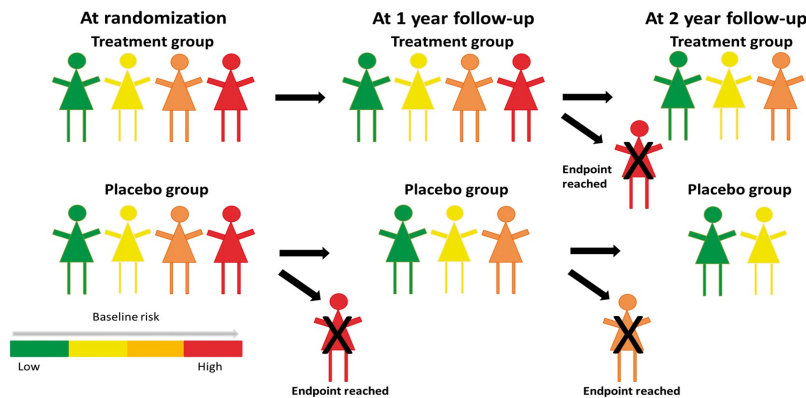 At randomization
At 1 year follow-up
At 2 year follow-up
Treatment group
Treatment group
Treatment group
Endpoint
reached
Placebo group
Placebo group
Placebo group
Baseline risk
Low
High
Endpoint reached
Endpoint reached